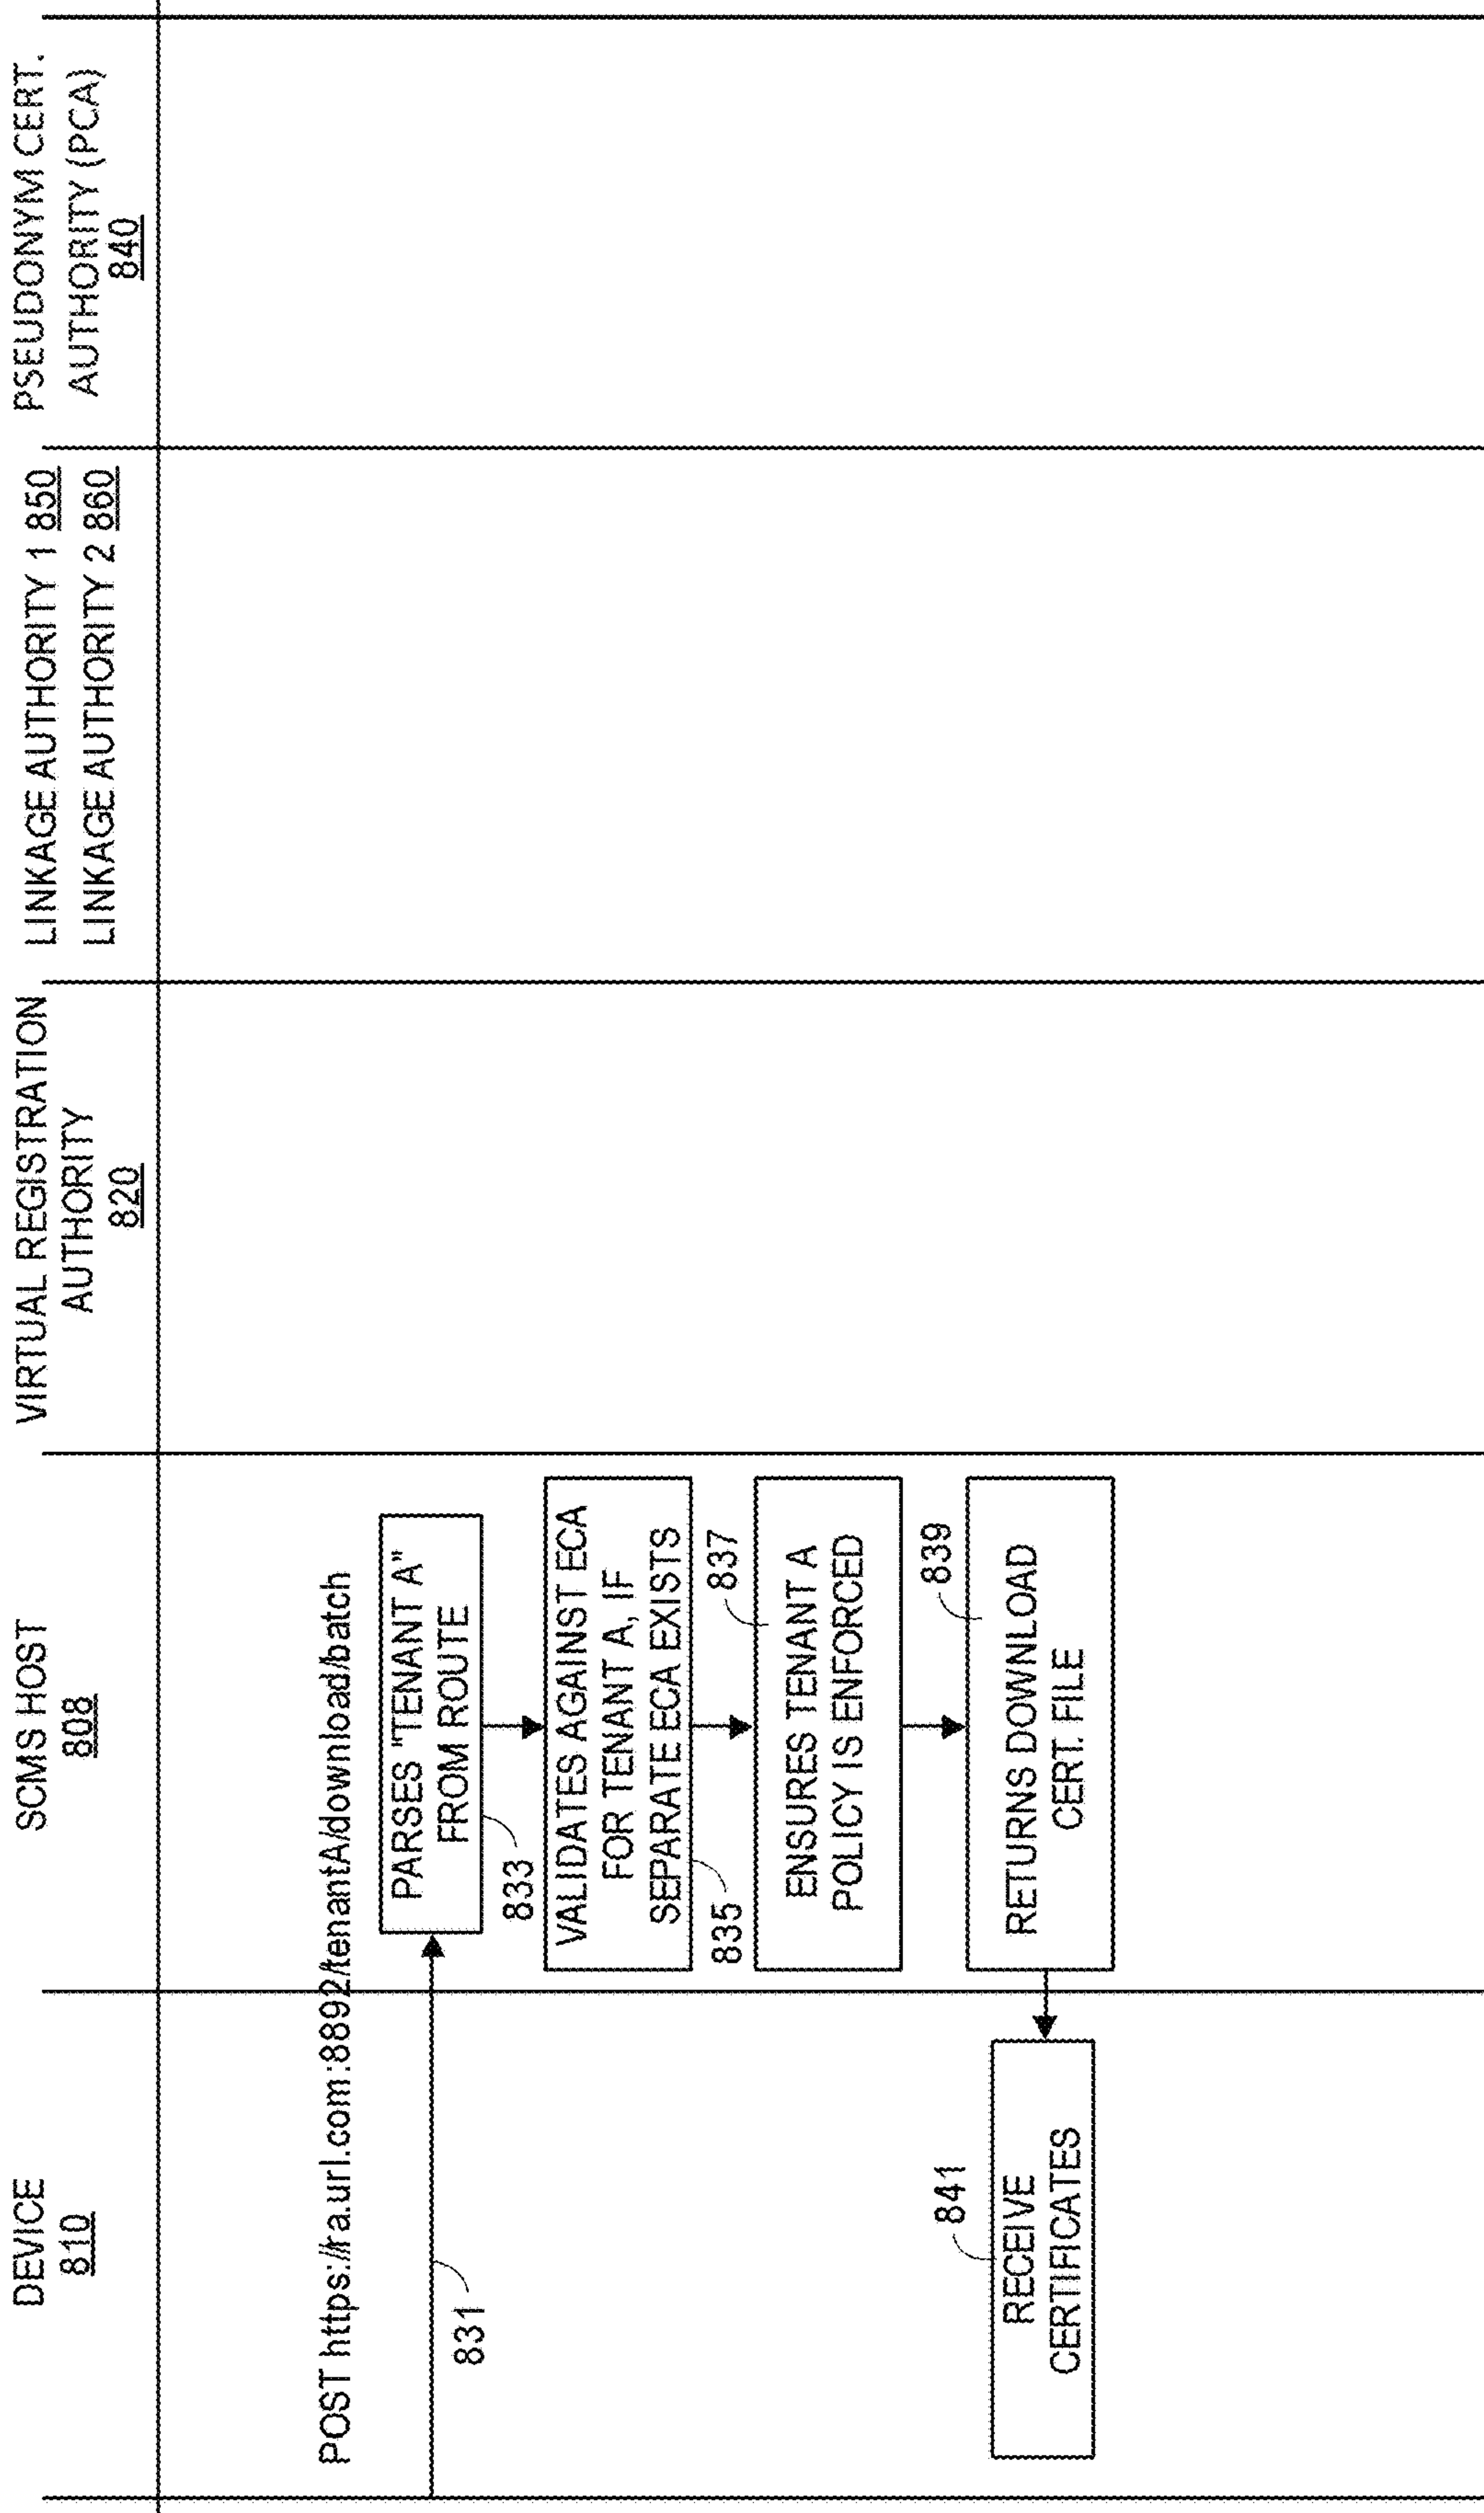 DEVICE
810
SCMS HOST
808
VIRTUAL REGISTRATION
AUTHORITY
820
LINKAGE AUTHORITY 1 850
LINKAGE AUTHORITY 2 860
PSEUDONYM CERT.
AUTHORITY (PCA)
840
POST https://ra.url.com:8892/tenantA/download/batch
831
PARSES "TENANT A"
FROM ROUTE
833
VALIDATES AGAINST ECA
FOR TENANT A, IF
SEPARATE ECA EXISTS
835
837
ENSURES TENANT A
POLICY IS ENFORCED
839
RETURNS DOWNLOAD
CERT. FILE
841
RECEIVE
CERTIFICATES